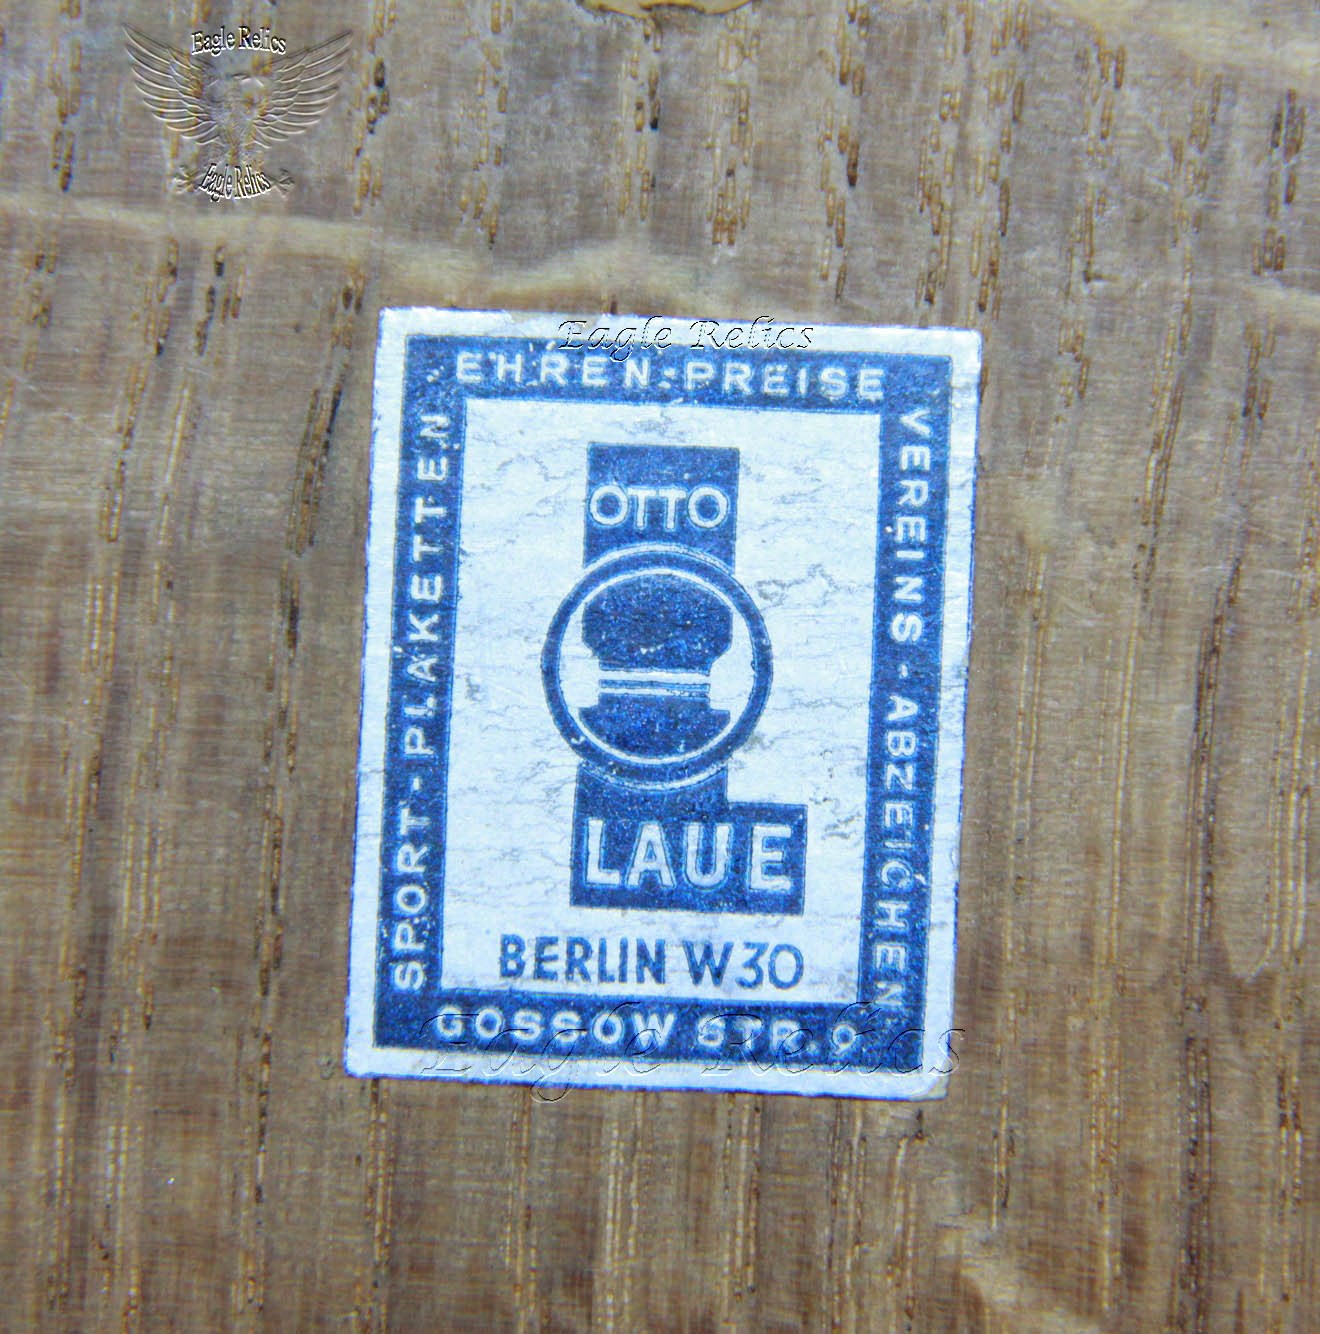 Eagle Relics
Eagle Relics
Eagle Relics
EHREN-PREISE
SPORT-PLAKETTEN
VEREINS-ABZEICHEN
OTTO
LAUE
BERLIN W30
GOSSOW STR. 9
Eagle Relics